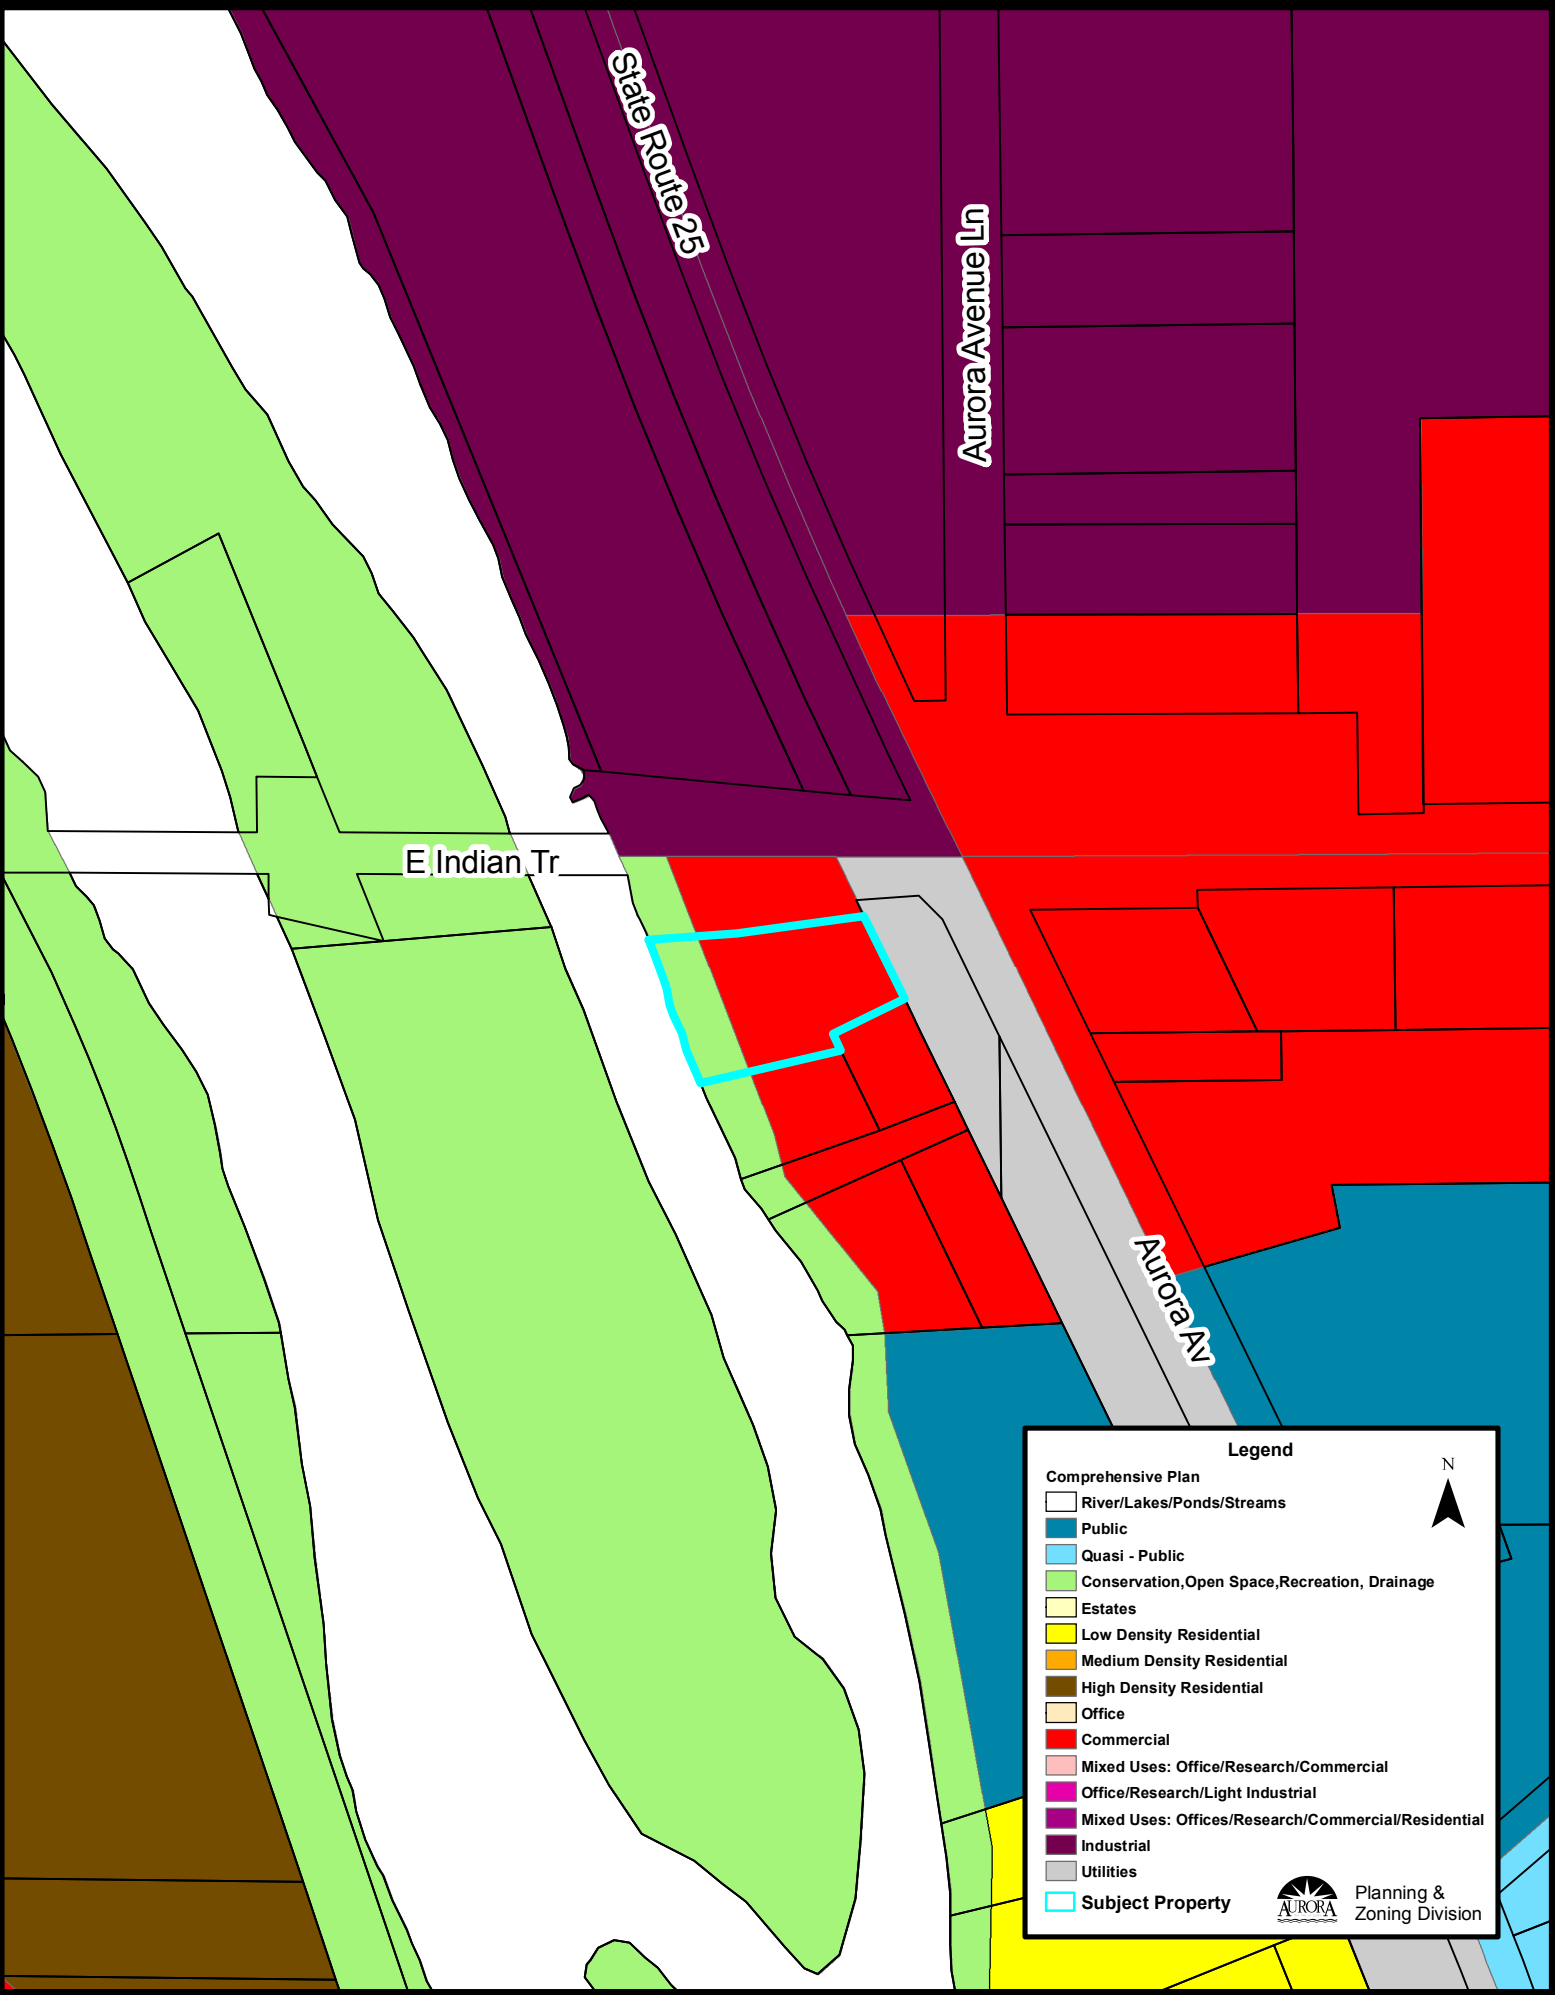 State Route 25
Aurora Avenue Ln
E Indian Tr
Aurora Av
Legend
N
Comprehensive Plan
River/Lakes/Ponds/Streams
Public
Quasi - Public
Conservation,Open Space,Recreation, Drainage
Estates
Low Density Residential
Medium Density Residential
High Density Residential
Office
Commercial
Mixed Uses: Office/Research/Commercial
Office/Research/Light Industrial
Mixed Uses: Offices/Research/Commercial/Residential
Industrial
Utilities
Subject Property
AURORA
Planning &
Zoning Division